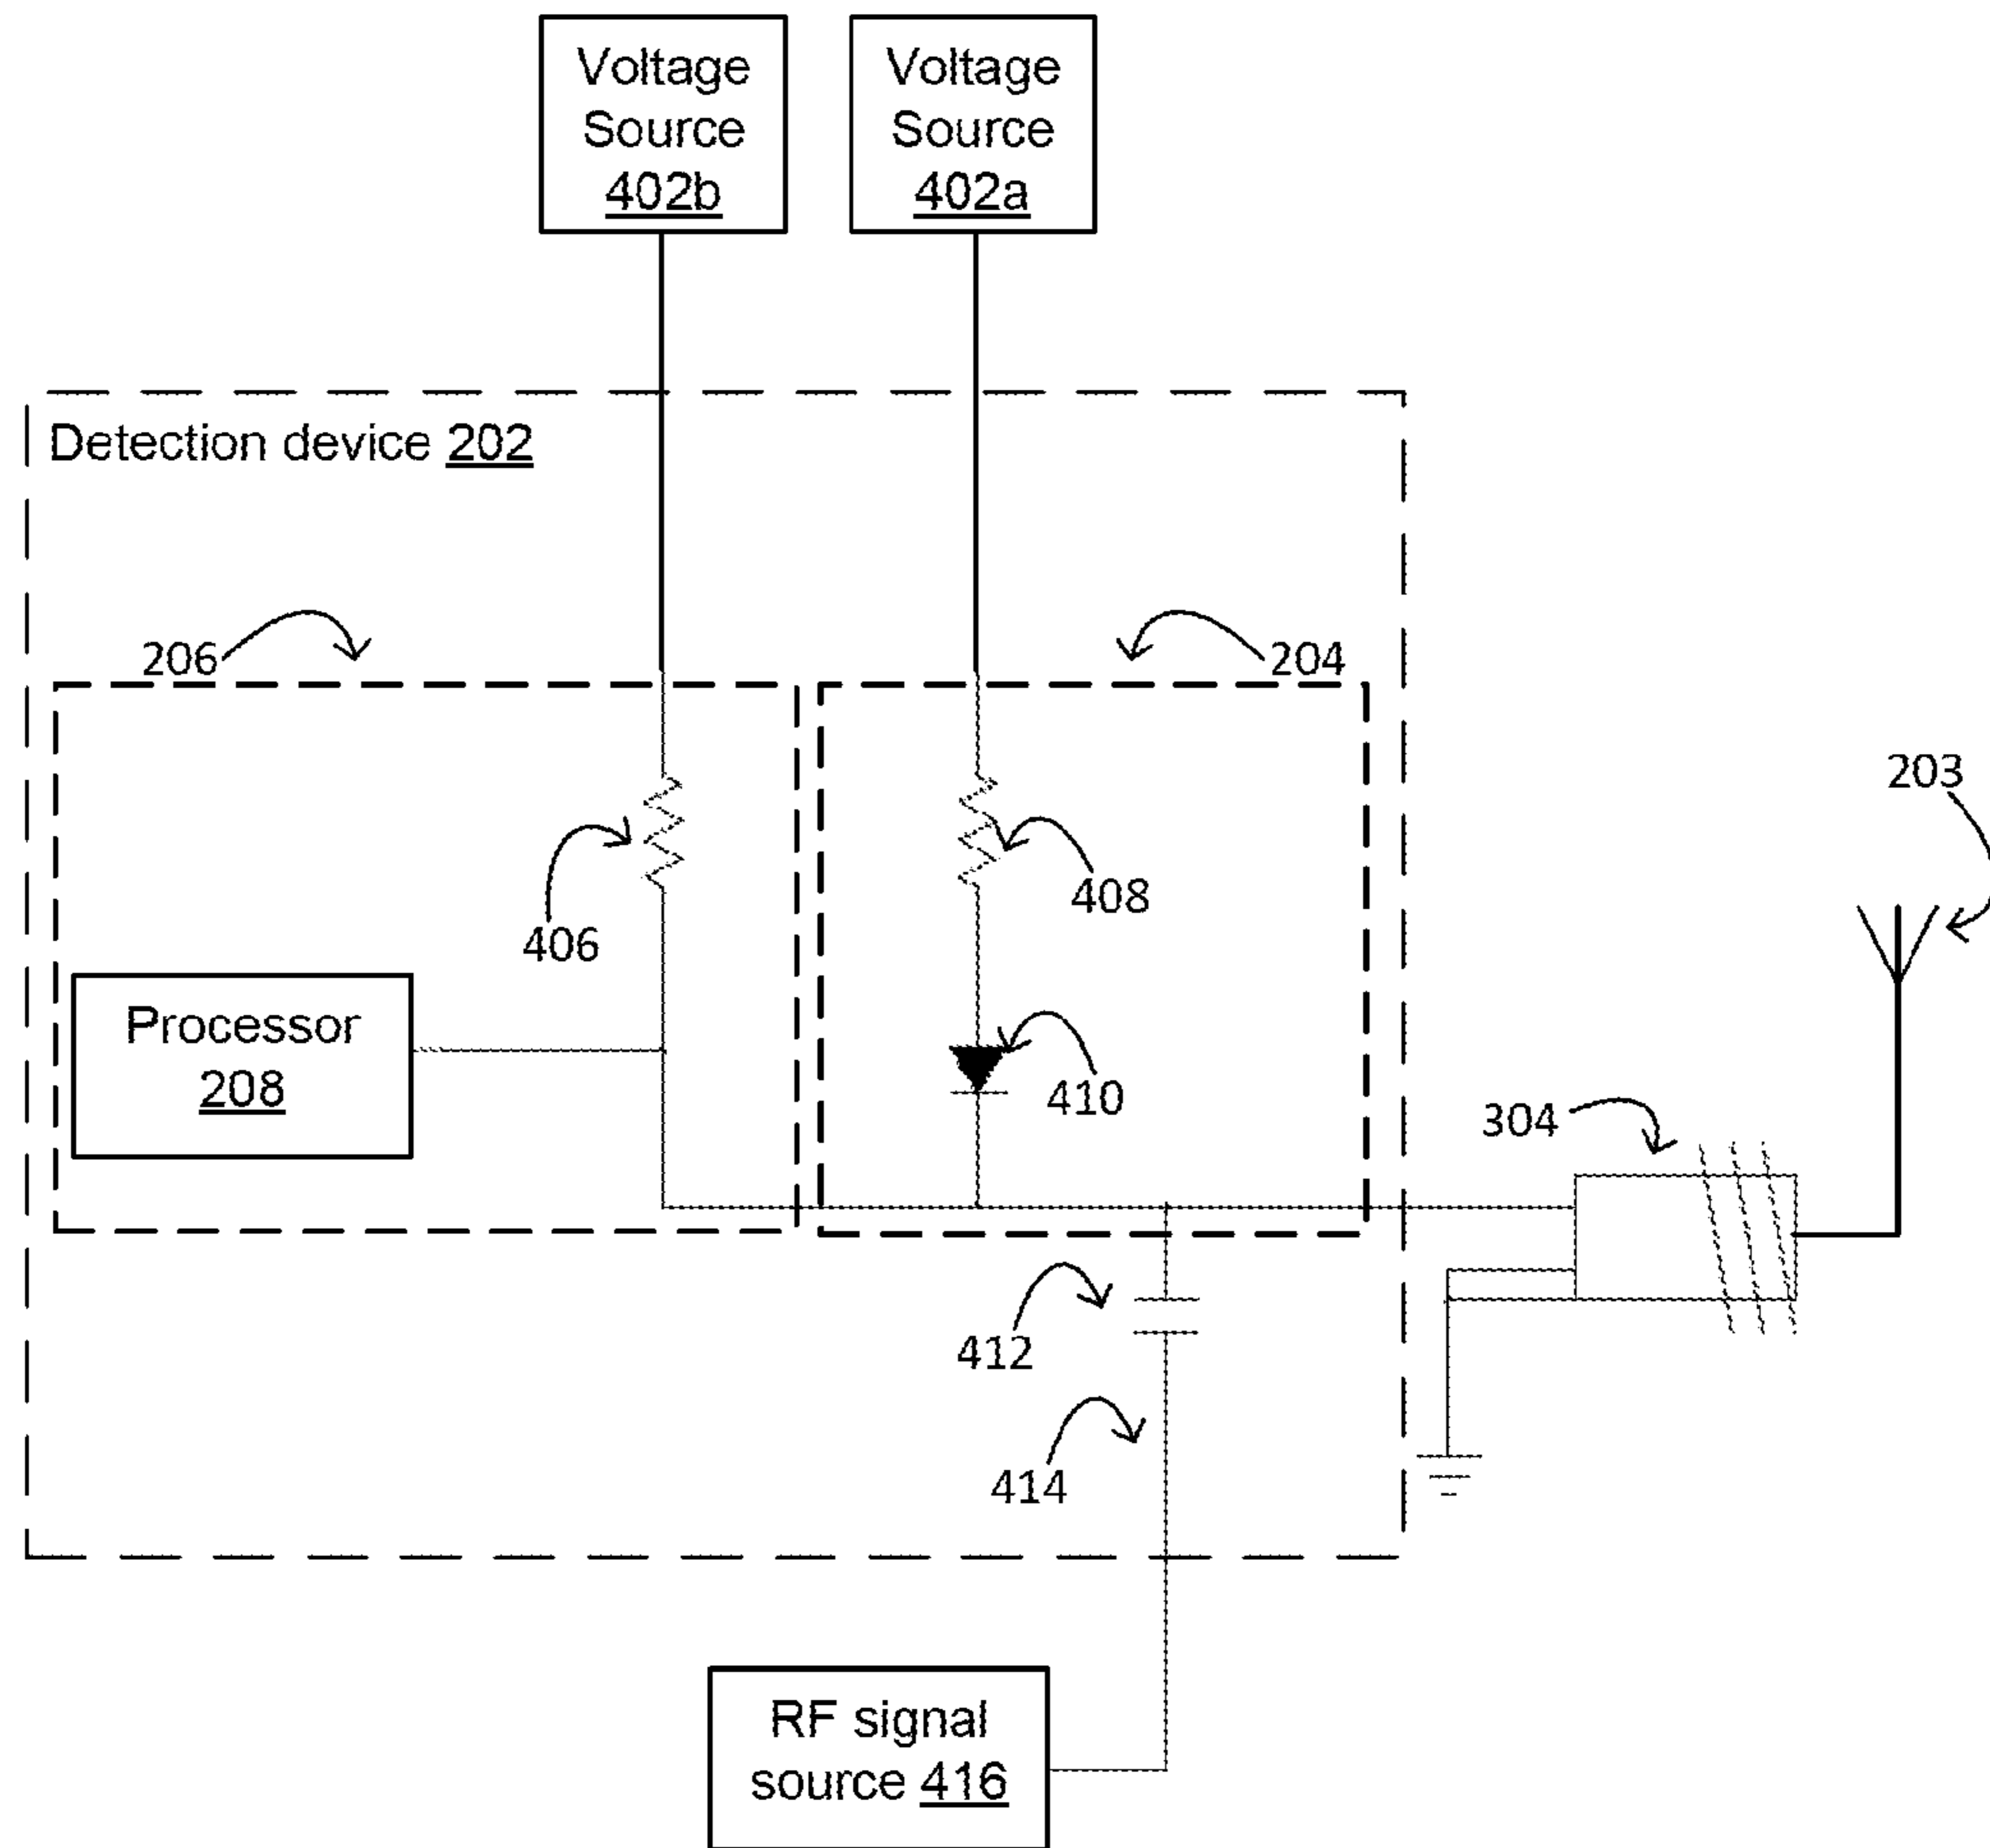 Voltage
Source
402b
Voltage
Source
402a
Detection device 202
206
204
203
406
408
Processor
208
410
304
412
414
RF signal
source 416